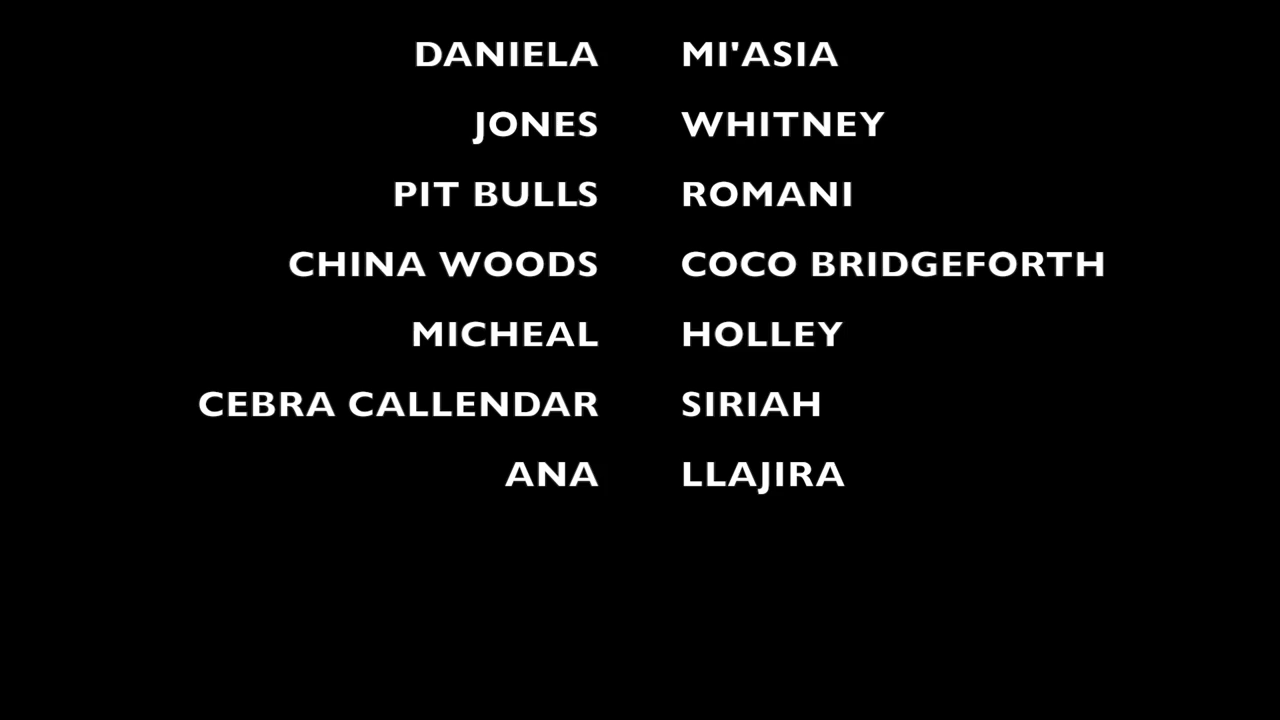 DANIELA MI'ASIA
JONES WHITNEY
PIT BULLS ROMANI
CHINA WOODS COCO BRIDGEFORTH
MICHEAL HOLLEY
CEBRA CALLENDAR SIRIAH
ANA LLAJIRA